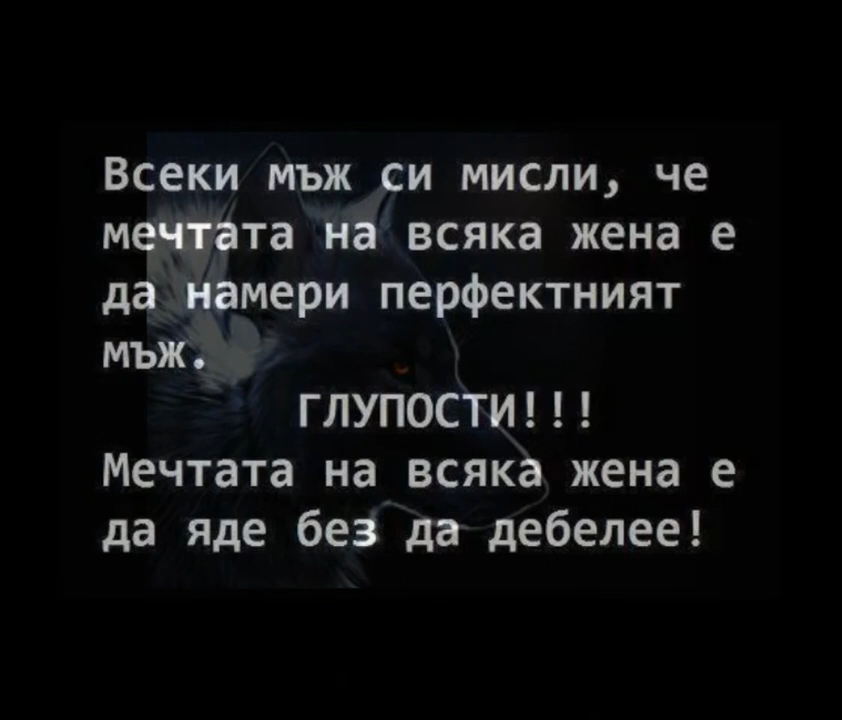 Всеки мъж си мисли, че
мечтата на всяка жена е
да намери перфектният
мъж.
ГЛУПОСТИ!!!
Мечтата на всяка жена е
да яде без да дебелее!